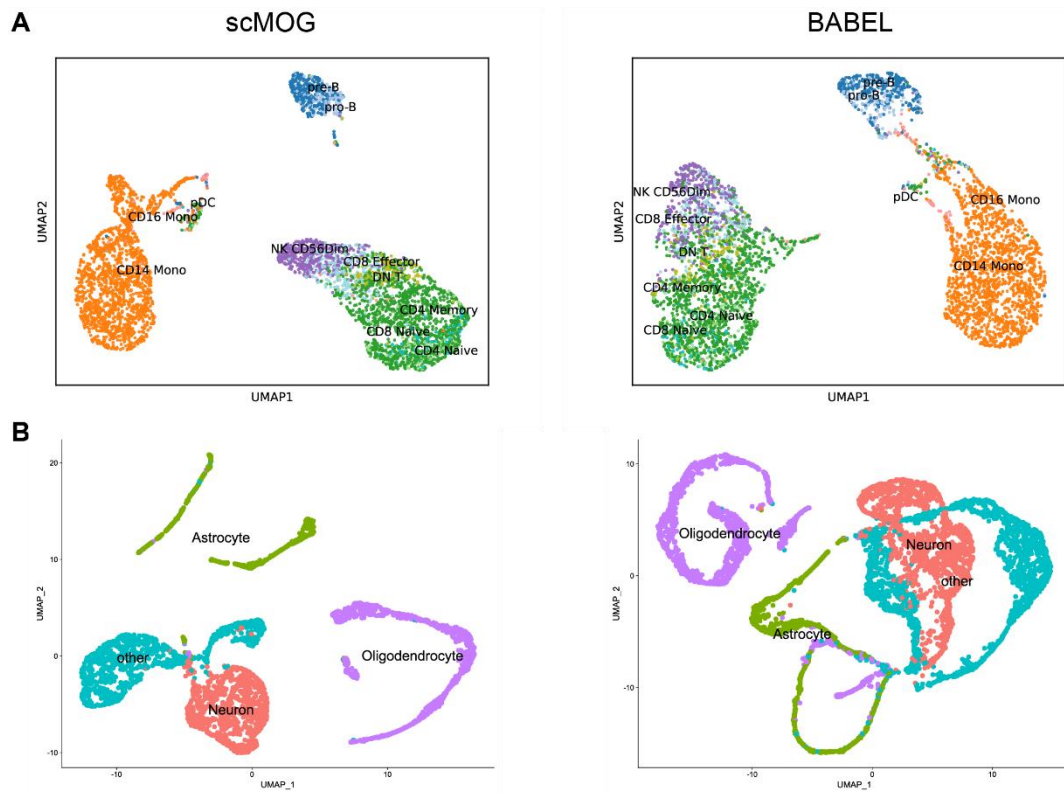 A
scMOG
BABEL
pre-B
pro-B
pDC
CD16 Mono
CD14 Mono
NK CD56Dim
CD8 Effector
DN T
CD4 Memory
CD8 Naive
CD4 Naive
UMAP2
UMAP1
pre-B
pro-B
NK CD56Dim
CD8 Effector
DN T
CD4 Memory
CD4 Naive
CD8 Naive
pDC
CD16 Mono
CD14 Mono
UMAP2
UMAP1
B
20
10
0
-10
UMAP_2
Astrocyte
other
Oligodendrocyte
Neuron
-10
0
10
UMAP_1
10
0
-10
UMAP_2
Oligodendrocyte
Neuron
other
Astrocyte
-10
0
10
UMAP_1